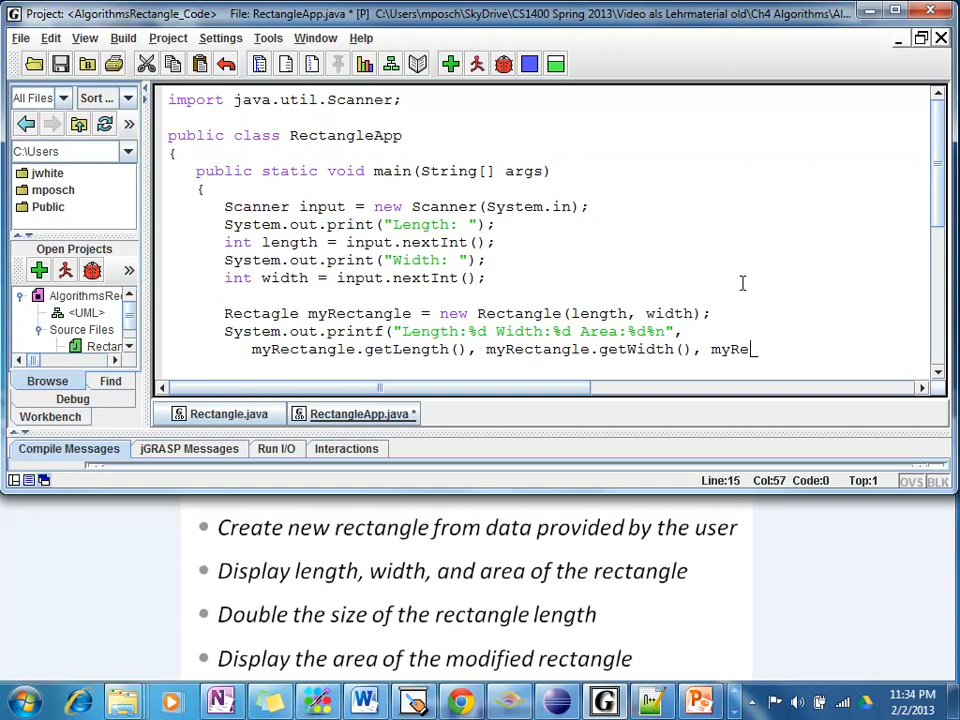 Project: <AlgorithmsRectangle_Code> File: RectangleApp.java * [P] C:\Users\mposch\SkyDrive\CS1400 Spring 2013\Video als Lehrmaterial old\Ch4 Algorithms\Al...
File Edit View Build Project Settings Tools Window Help
All Files Sort ...
C:\Users
jwhite
mposch
Public
Open Projects
AlgorithmsRe
<UML>
Source Files
Rectan
Browse Find
Debug
Workbench
import java.util.Scanner;
public class RectangleApp
{
public static void main(String[] args)
{
Scanner input = new Scanner(System.in);
System.out.print("Length: ");
int length = input.nextInt();
System.out.print("Width: ");
int width = input.nextInt();
Rectagle myRectangle = new Rectangle(length, width);
System.out.printf("Length:%d Width:%d Area:%d%n",
myRectangle.getLength(), myRectangle.getWidth(), myRe
Rectangle.java RectangleApp.java *
Compile Messages jGRASP Messages Run I/O Interactions
Line:15 Col:57 Code:0 Top:1 OVS BLK
• Create new rectangle from data provided by the user
• Display length, width, and area of the rectangle
• Double the size of the rectangle length
• Display the area of the modified rectangle
11:34 PM
2/2/2013